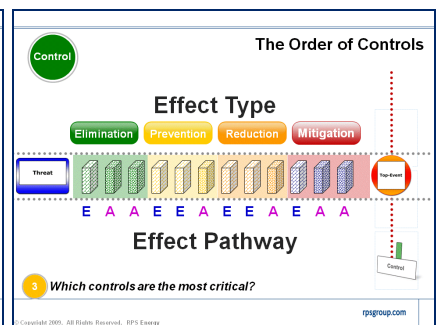 Control
The Order of Controls
Effect Type
Elimination Prevention Reduction Mitigation
Threat
Top-Event
E A A E E A E E A E A A
Effect Pathway
Control
3 Which controls are the most critical?
rpsgroup.com
© Copyright 2009. All Rights Reserved. RPS Energy